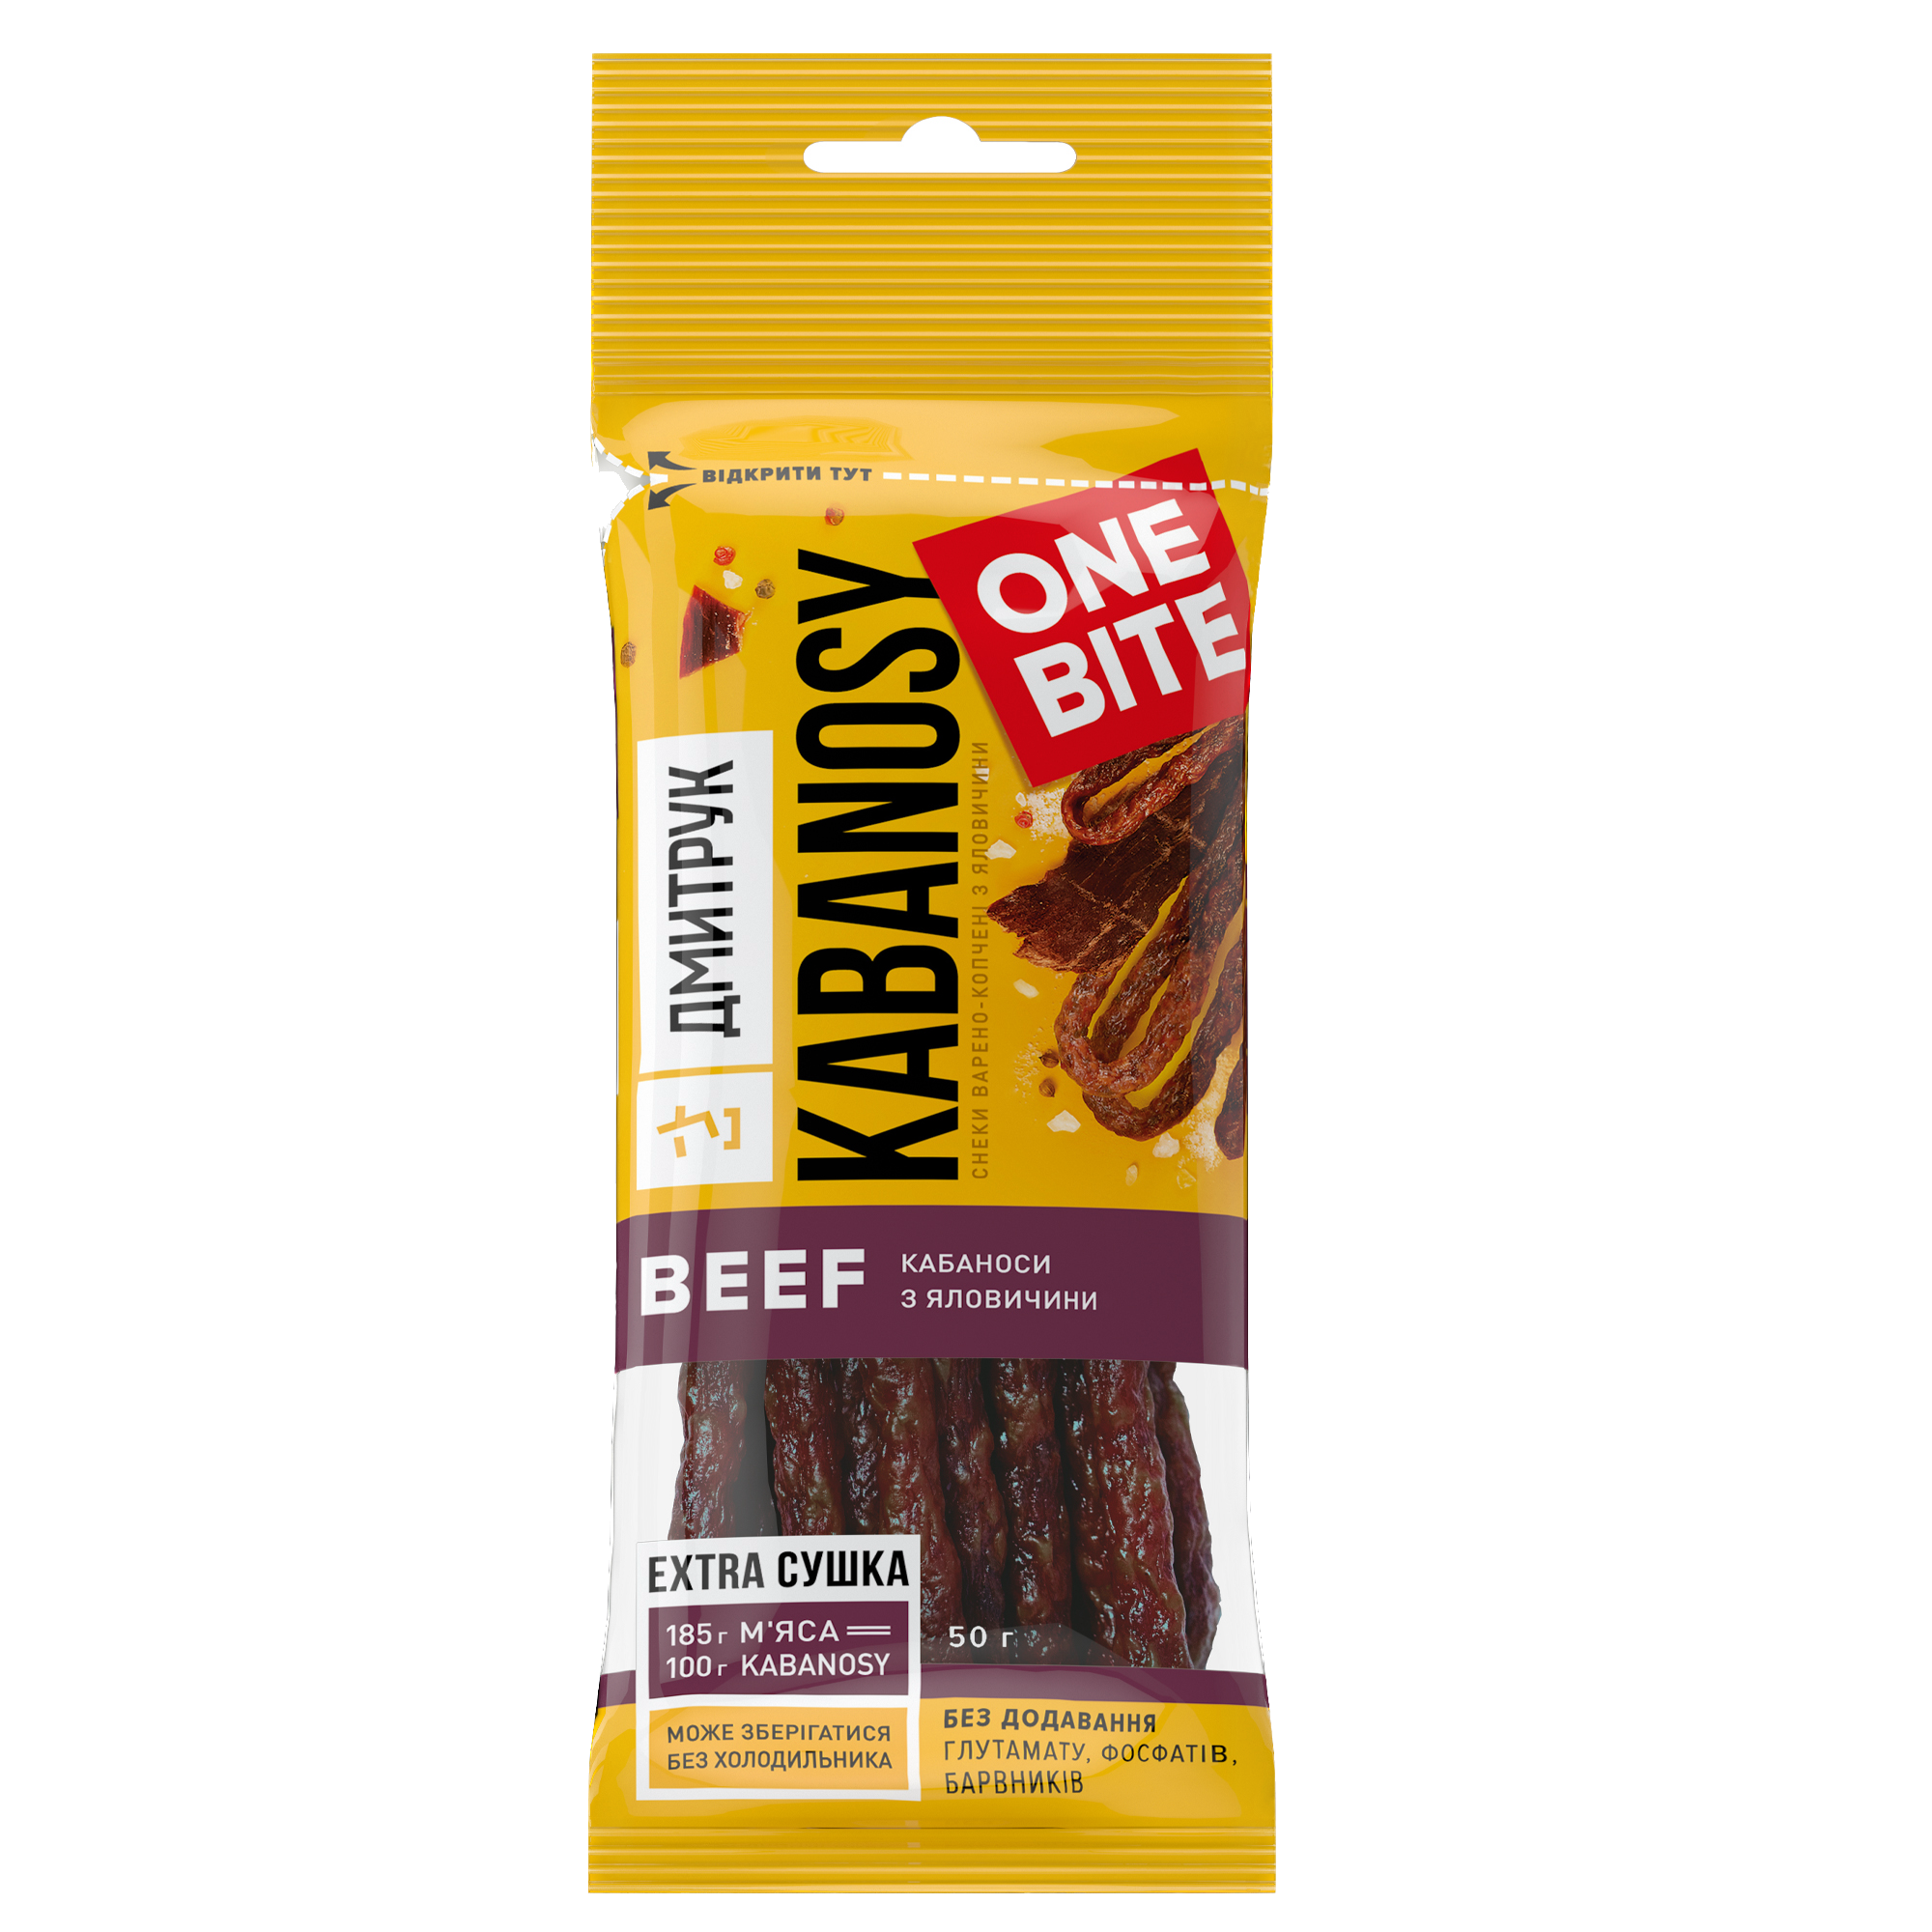 ВІДКРИТИ ТУТ
ONE
BITE
ДМИТРУК
KABANOSY
СНЕКИ ВАРЕНО-КОПЧЕНІ З ЯЛОВИЧИНИ
BEEF
КАБАНОСИ
З ЯЛОВИЧИНИ
EXTRA СУШКА
185 г М'ЯСА =
100 г KABANOSY
50 г
МОЖЕ ЗБЕРІГАТИСЯ
БЕЗ ХОЛОДИЛЬНИКА
БЕЗ ДОДАВАННЯ
ГЛУТАМАТУ, ФОСФАТІВ,
БАРВНИКІВ